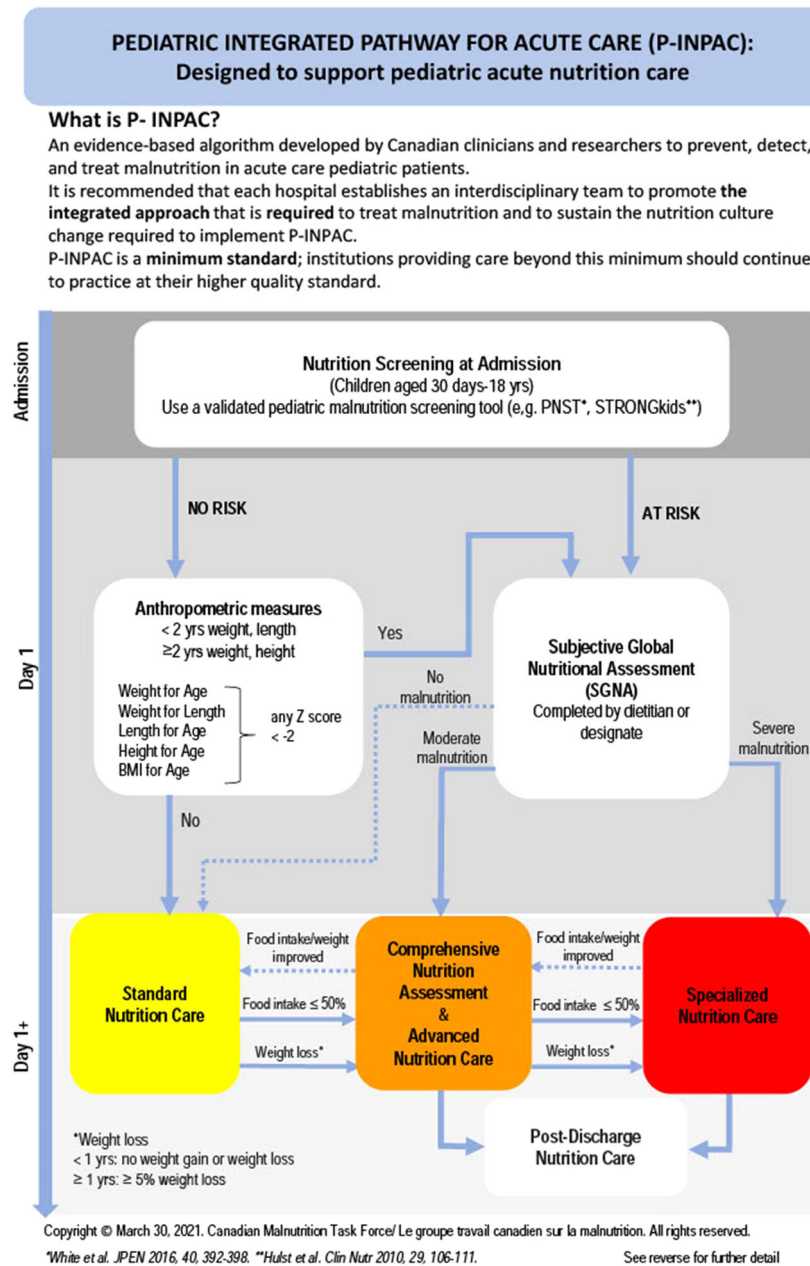 PEDIATRIC INTEGRATED PATHWAY FOR ACUTE CARE (P-INPAC):
Designed to support pediatric acute nutrition care
What is P- INPAC?
An evidence-based algorithm developed by Canadian clinicians and researchers to prevent, detect,
and treat malnutrition in acute care pediatric patients.
It is recommended that each hospital establishes an interdisciplinary team to promote the
integrated approach that is required to treat malnutrition and to sustain the nutrition culture
change required to implement P-INPAC.
P-INPAC is a minimum standard; institutions providing care beyond this minimum should continue
to practice at their higher quality standard.
Admission
Nutrition Screening at Admission
(Children aged 30 days-18 yrs)
Use a validated pediatric malnutrition screening tool (e,g. PNST*, STRONGkids**)
NO RISK
AT RISK
Day 1
Anthropometric measures
< 2 yrs weight, length
≥2 yrs weight, height
Weight for Age
Weight for Length
Length for Age
Height for Age
BMI for Age
any Z score
< -2
Yes
No
Subjective Global
Nutritional Assessment
(SGNA)
Completed by dietitian or
designate
No
malnutrition
Moderate
malnutrition
Severe
malnutrition
Day 1+
Standard
Nutrition Care
Food intake/weight
improved
Food intake ≤ 50%
Weight loss*
Comprehensive
Nutrition
Assessment
&
Advanced
Nutrition Care
Food intake/weight
improved
Food intake ≤ 50%
Weight loss*
Specialized
Nutrition Care
Post-Discharge
Nutrition Care
*Weight loss
< 1 yrs: no weight gain or weight loss
≥ 1 yrs: ≥ 5% weight loss
Copyright © March 30, 2021. Canadian Malnutrition Task Force/ Le groupe travail canadien sur la malnutrition. All rights reserved.
*White et al. JPEN 2016, 40, 392-398. **Hulst et al. Clin Nutr 2010, 29, 106-111.
See reverse for further detail